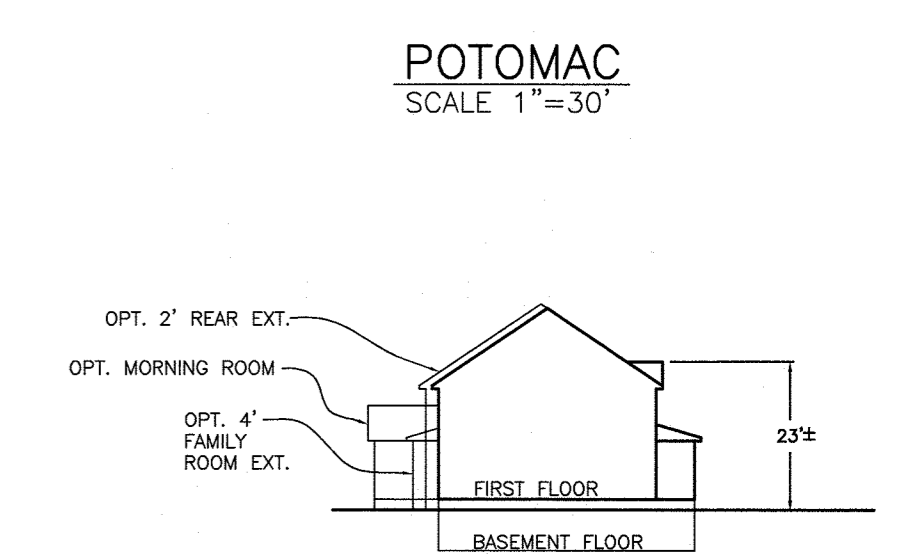 POTOMAC
SCALE 1"=30'
OPT. 2' REAR EXT.
OPT. MORNING ROOM
OPT. 4'
FAMILY
ROOM EXT.
23'±
FIRST FLOOR
BASEMENT FLOOR